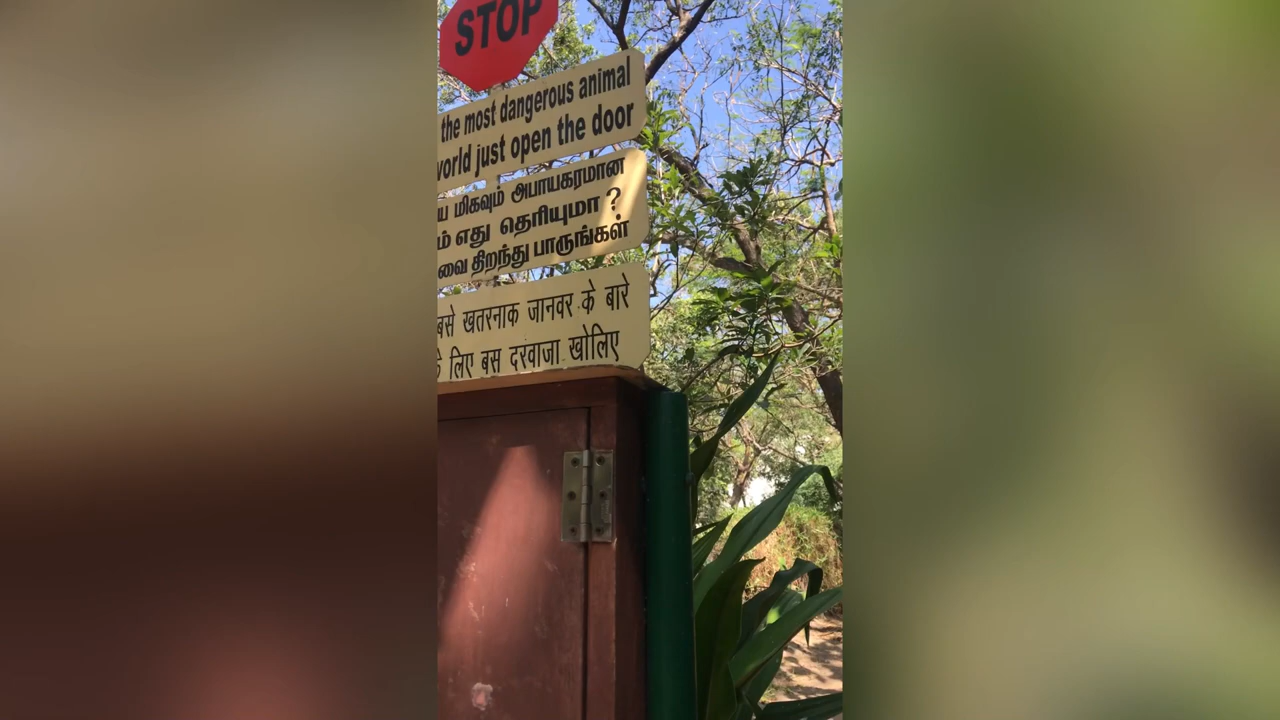 STOP
the most dangerous animal
world just open the door
மிகவும் அபாயகரமான
எது தெரியுமா ?
திறந்து பாருங்கள்
खतरनाक जानवर के बारे
लिए बस दरवाजा खोलिए